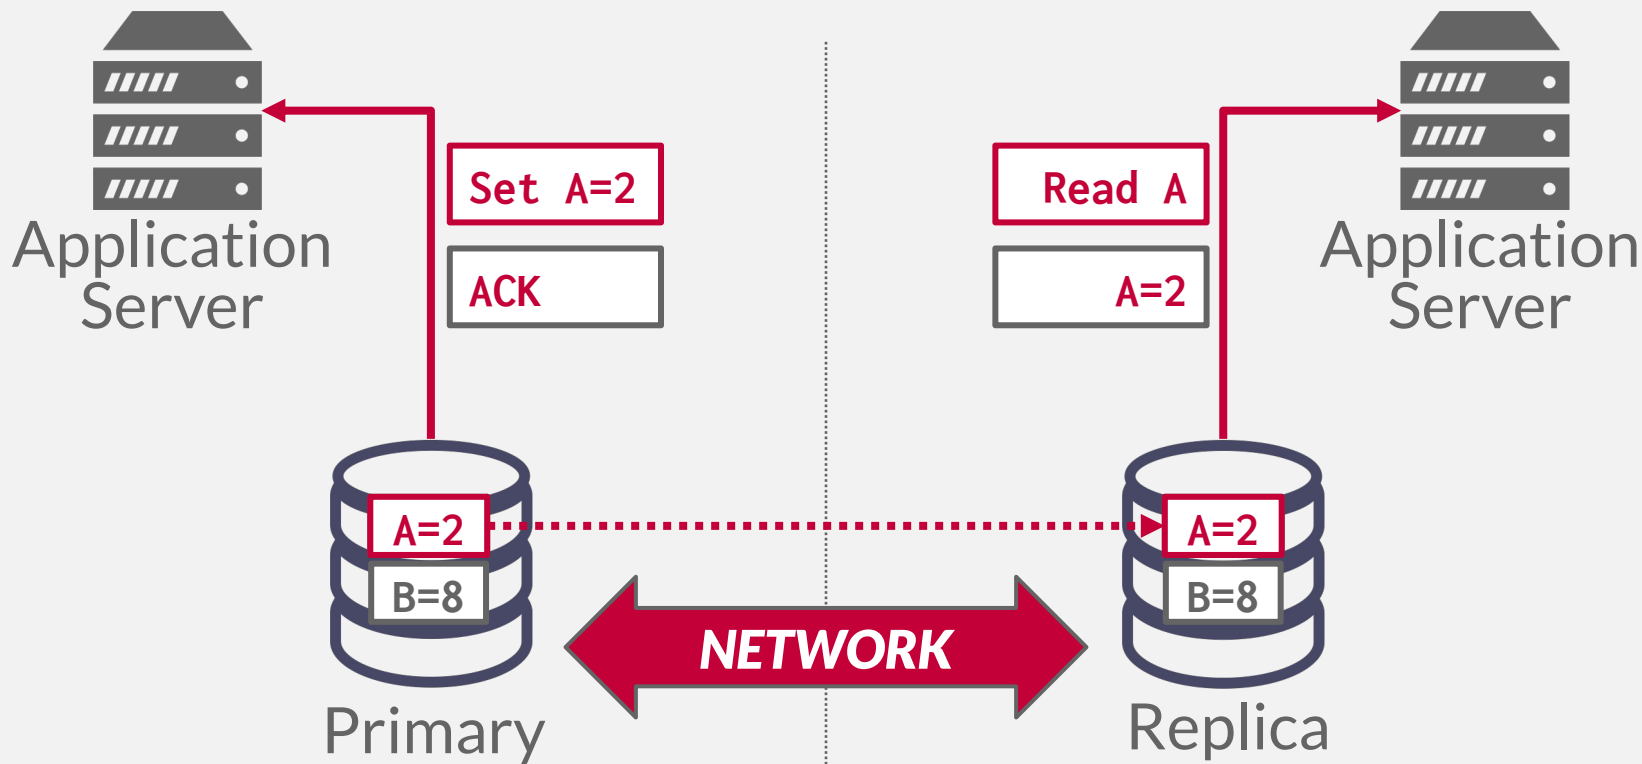 Application
Server
Set A=2
ACK
Read A
A=2
Application
Server
A=2
B=8
A=2
B=8
NETWORK
Primary
Replica